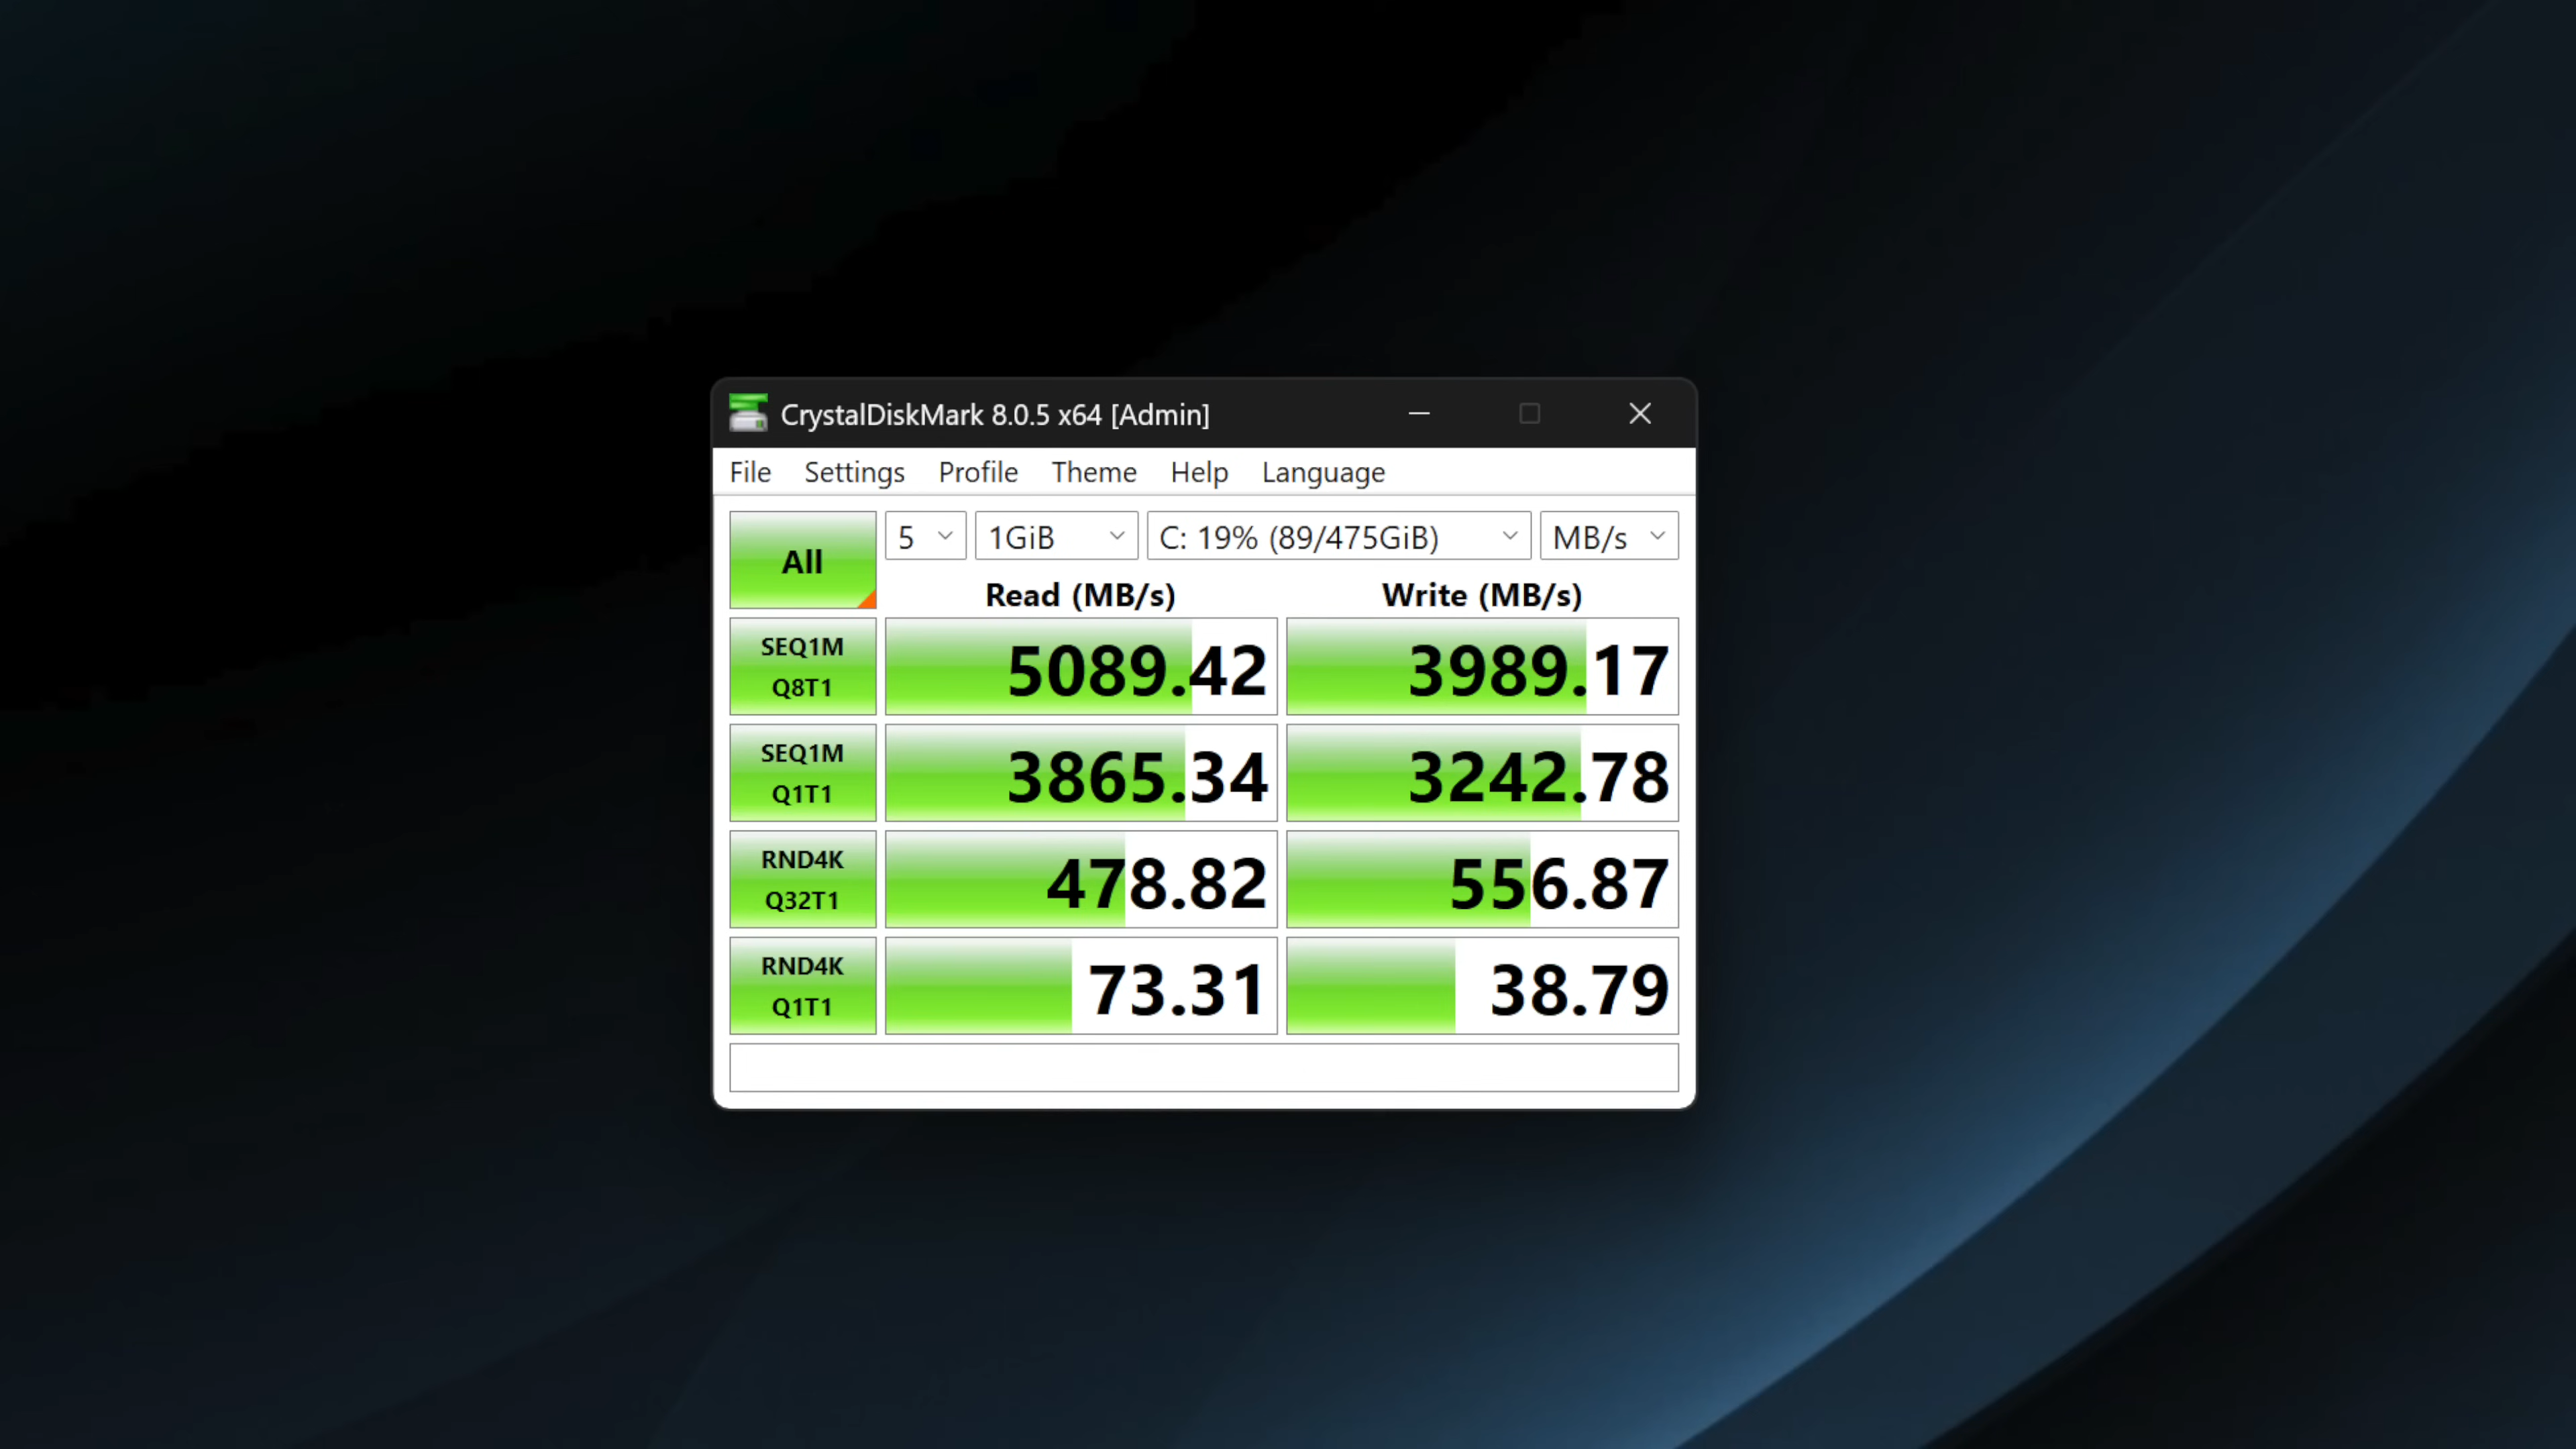 CrystalDiskMark 8.0.5 x64 [Admin]
File Settings Profile Theme Help Language
All 5 1GiB C: 19% (89/475GiB) MB/s
Read (MB/s) Write (MB/s)
SEQ1M
Q8T1
5089.42 3989.17
SEQ1M
Q1T1
3865.34 3242.78
RND4K
Q32T1
478.82 556.87
RND4K
Q1T1
73.31 38.79